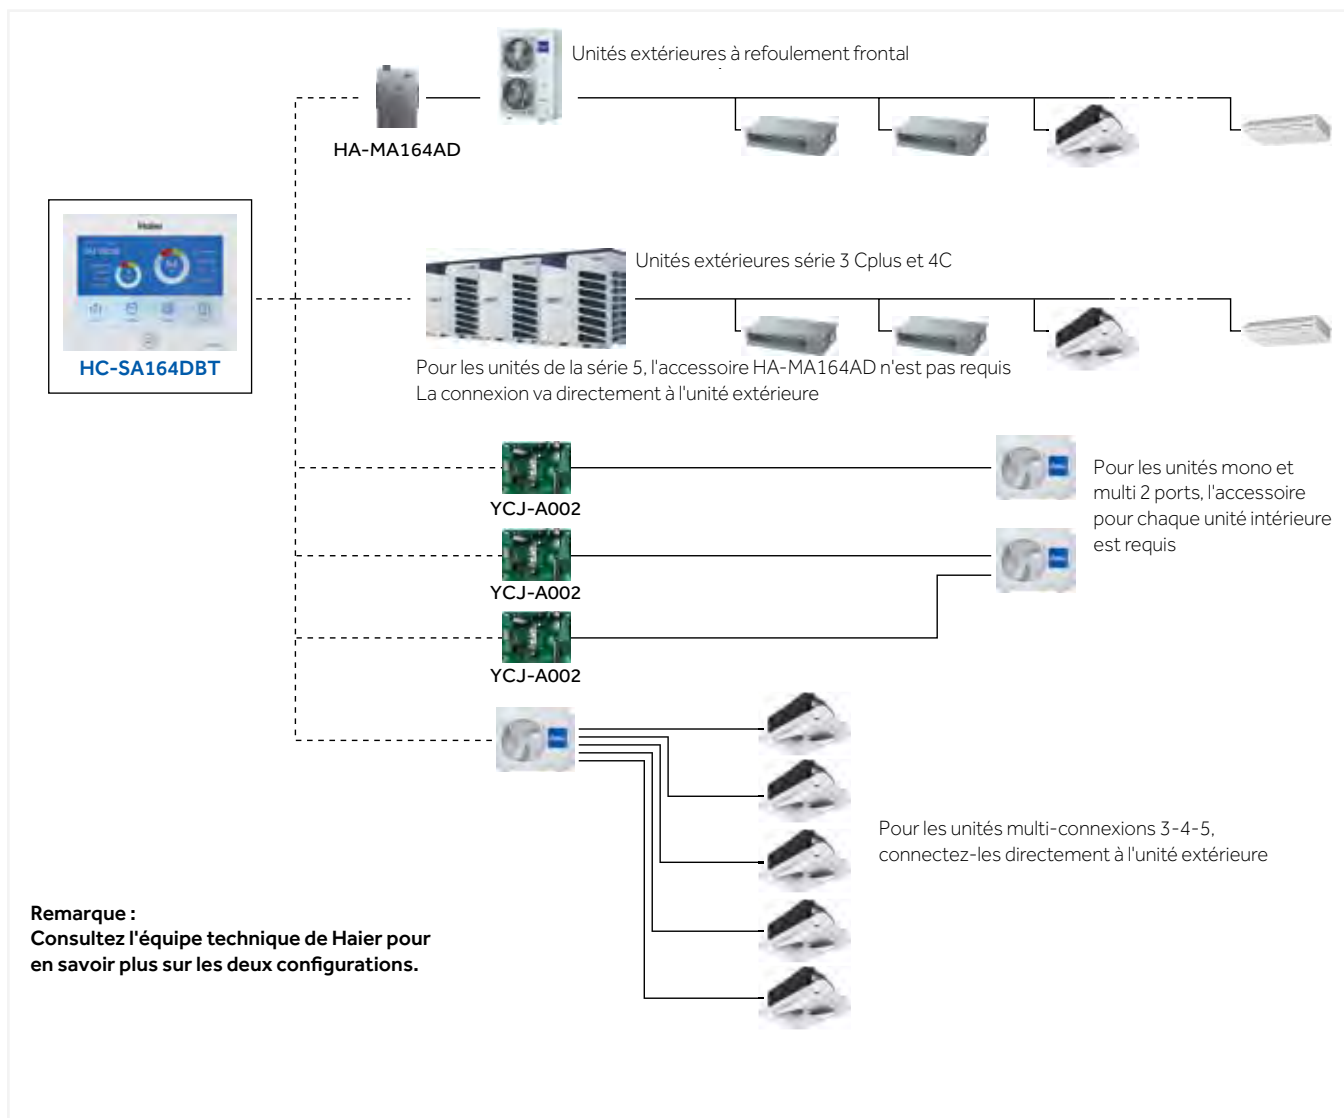 Unités extérieures à refoulement frontal
HA-MA164AD
Haier
HC-SA164DBT
Unités extérieures série 3 Cplus et 4C
Pour les unités de la série 5, l'accessoire HA-MA164AD n'est pas requis
La connexion va directement à l'unité extérieure
YCJ-A002
Pour les unités mono et
multi 2 ports, l'accessoire
pour chaque unité intérieure
est requis
YCJ-A002
YCJ-A002
Pour les unités multi-connexions 3-4-5,
connectez-les directement à l'unité extérieure
Remarque :
Consultez l'équipe technique de Haier pour
en savoir plus sur les deux configurations.